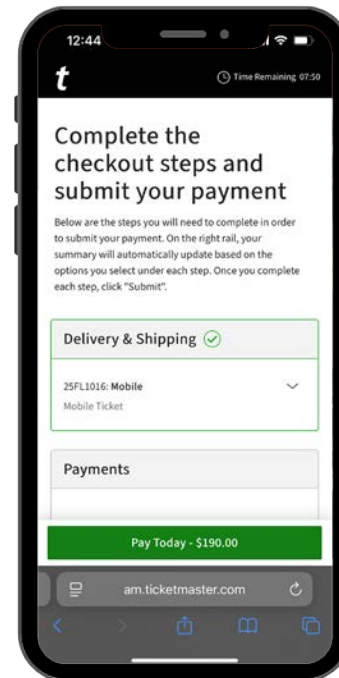 12:44
t
Time Remaining 07:50
Complete the
checkout steps and
submit your payment
Below are the steps you will need to complete in order
to submit your payment. On the right rail, your
summary will automatically update based on the
options you select under each step. Once you complete
each step, click "Submit".
Delivery & Shipping
25FL1016: Mobile
Mobile Ticket
Payments
Pay Today - $190.00
am.ticketmaster.com